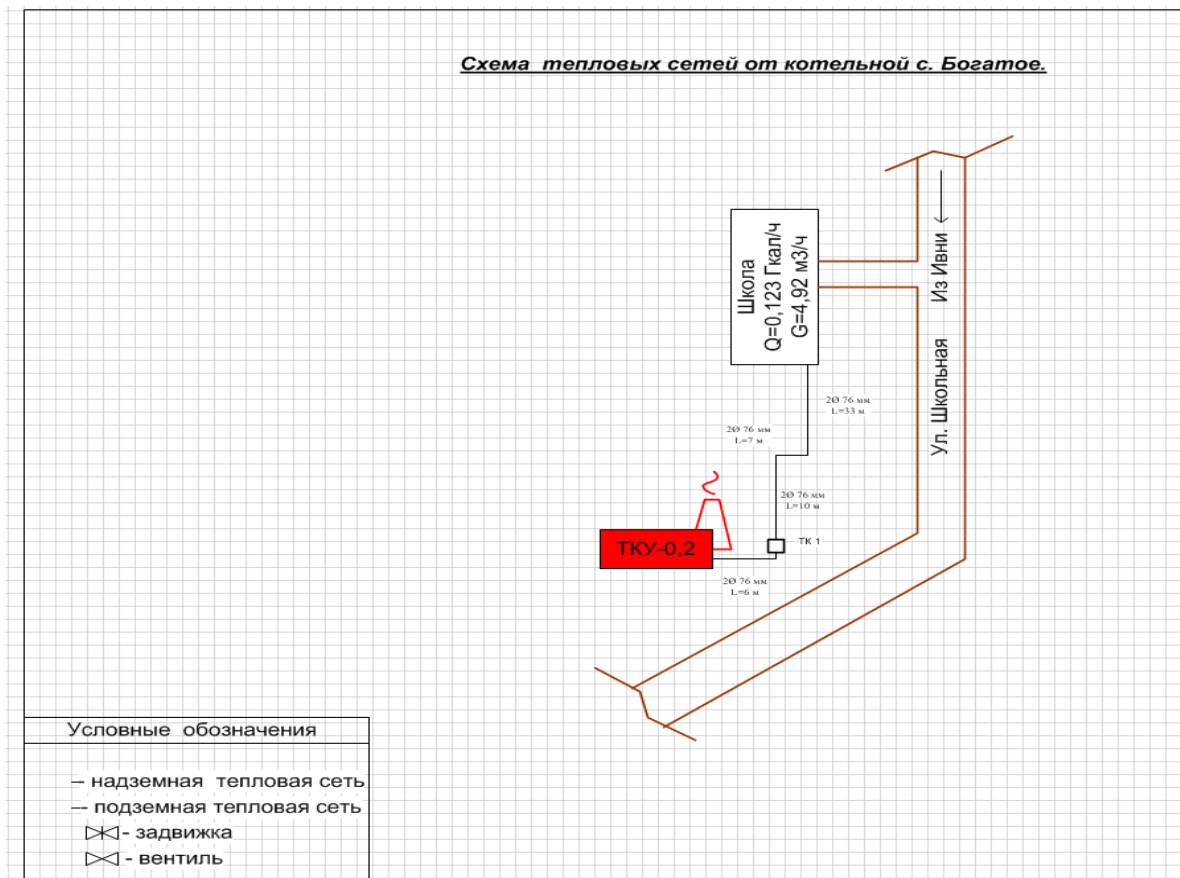 Схема тепловых сетей от котельной с. Богатое.
Школа
Q=0,123 Гкал/ч
G=4,92 м3/ч
Ул. Школьная Из Ивни
2Ø 76 мм
L=33 м
2Ø 76 мм
L=7 м
2Ø 76 мм
L=10 м
ТКУ-0,2
ТК 1
2Ø 76 мм
L=6 м
Условные обозначения
- надземная тепловая сеть
-- подземная тепловая сеть
- задвижка
- вентиль